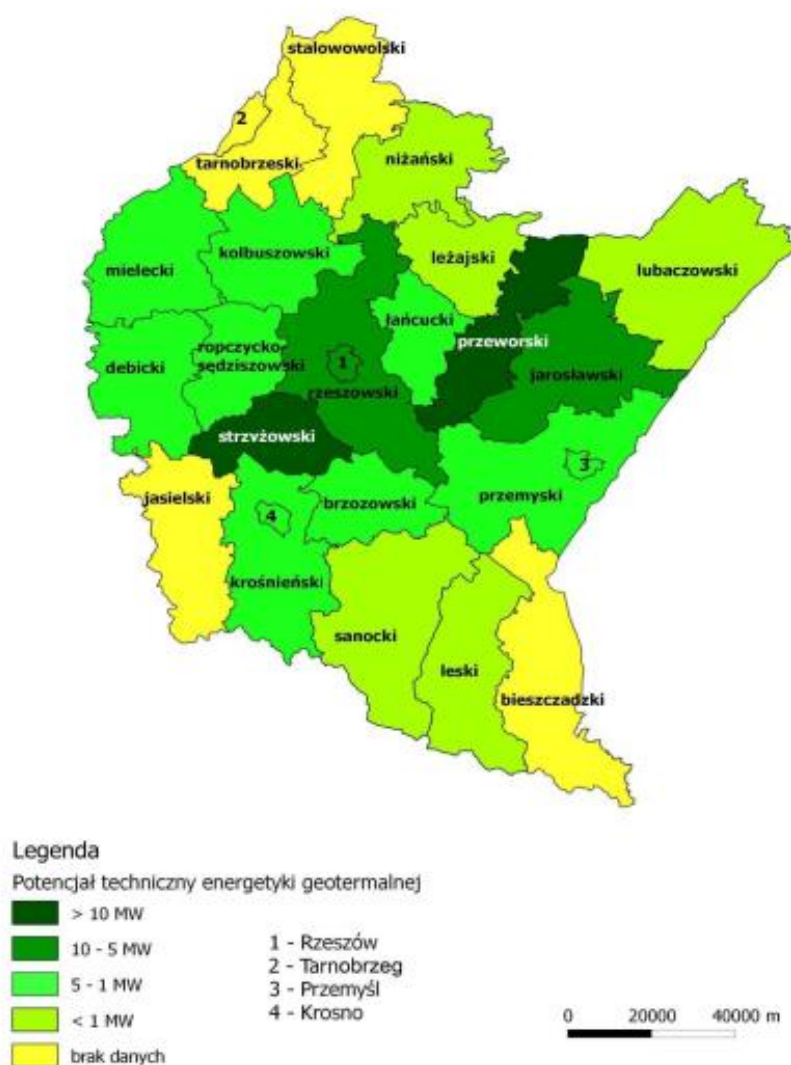 stalowowolski
2
tarnobrzeski
niżański
mielecki
kolbuszowski
leżajski
lubaczowski
łańcucki
debicki
ropczycko-
sędziszowski
1
rzeszowski
przeworski
jarosławski
strzyżowski
jasielski
4
brzozowski
3
przemyski
krośnieński
sanocki
leski
bieszczadzki
Legenda
Potencjał techniczny energetyki geotermalnej
> 10 MW
10 - 5 MW
5 - 1 MW
< 1 MW
brak danych
1 - Rzeszów
2 - Tarnobrzeg
3 - Przemyśl
4 - Krosno
0 20000 40000 m